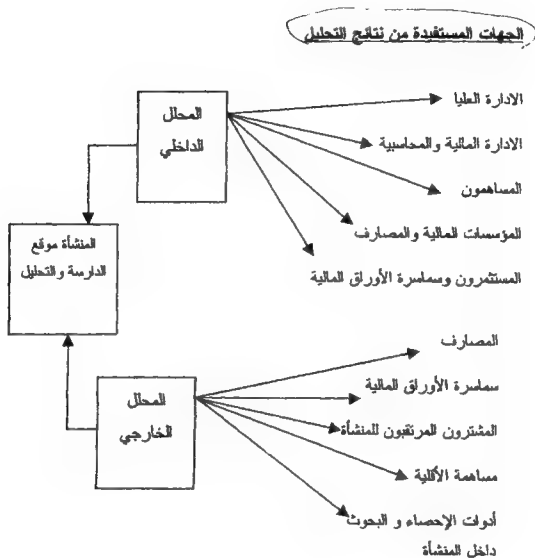 الجهات المستفيدة من نتائج التحليل
المحلل
الداخلي
الادارة العليا
الادارة المالية والمحاسبية
المساهمون
المؤسسات المالية والمصارف
المستثمرون وسماسرة الأوراق المالية
المنشأة موقع
الدارسة والتحليل
المحلل
الخارجي
المصارف
سماسرة الأوراق المالية
المشترون المرتقبون للمنشأة
مساهمة الأقلية
أدوات الإحصاء و البحوث
داخل المنشأة